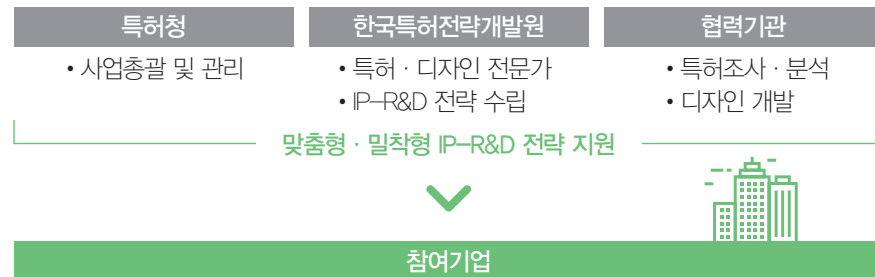 특허청
한국특허전략개발원
협력기관
• 사업총괄 및 관리
• 특허 · 디자인 전문가
• IP-R&D 전략 수립
• 특허조사 · 분석
• 디자인 개발
맞춤형 · 밀착형 IP-R&D 전략 지원
참여기업